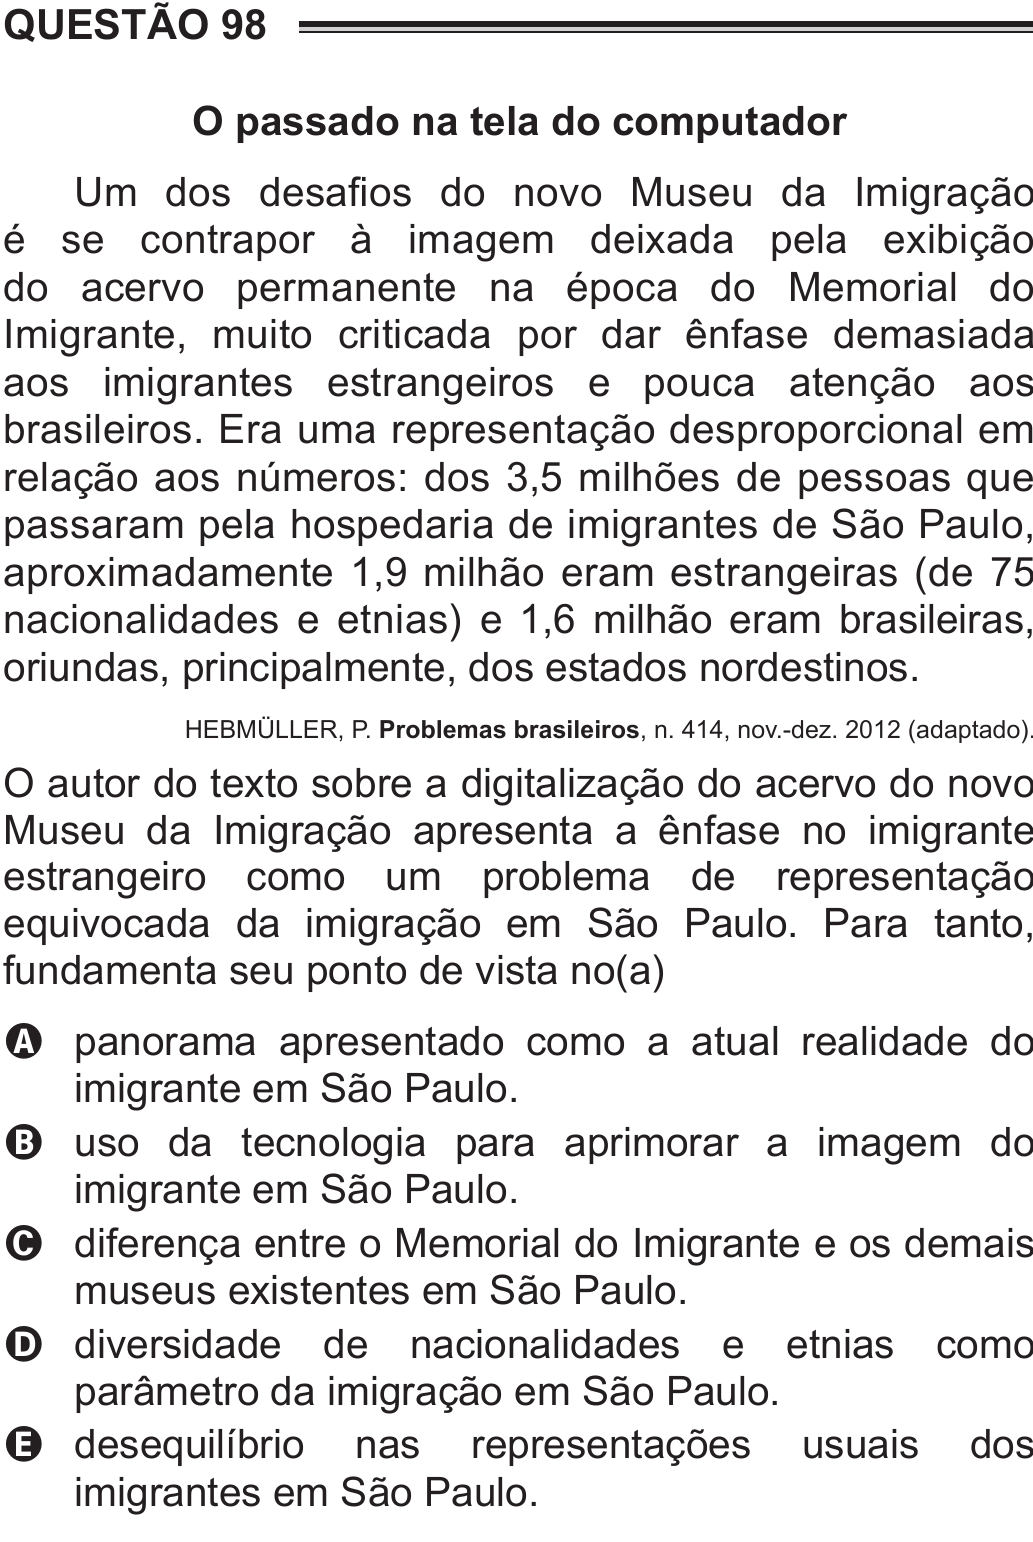 QUESTÃO 98
O passado na tela do computador
Um dos desafios do novo Museu da Imigração
é se contrapor à imagem deixada pela exibição
do acervo permanente na época do Memorial do
Imigrante, muito criticada por dar ênfase demasiada
aos imigrantes estrangeiros e pouca atenção aos
brasileiros. Era uma representação desproporcional em
relação aos números: dos 3,5 milhões de pessoas que
passaram pela hospedaria de imigrantes de São Paulo,
aproximadamente 1,9 milhão eram estrangeiras (de 75
nacionalidades e etnias) e 1,6 milhão eram brasileiras,
oriundas, principalmente, dos estados nordestinos.
HEBMÜLLER, P. Problemas brasileiros, n. 414, nov.-dez. 2012 (adaptado).
O autor do texto sobre a digitalização do acervo do novo
Museu da Imigração apresenta a ênfase no imigrante
estrangeiro como um problema de representação
equivocada da imigração em São Paulo. Para tanto,
fundamenta seu ponto de vista no(a)
A panorama apresentado como a atual realidade do
imigrante em São Paulo.
B uso da tecnologia para aprimorar a imagem do
imigrante em São Paulo.
C diferença entre o Memorial do Imigrante e os demais
museus existentes em São Paulo.
D diversidade de nacionalidades e etnias como
parâmetro da imigração em São Paulo.
E desequilíbrio nas representações usuais dos
imigrantes em São Paulo.